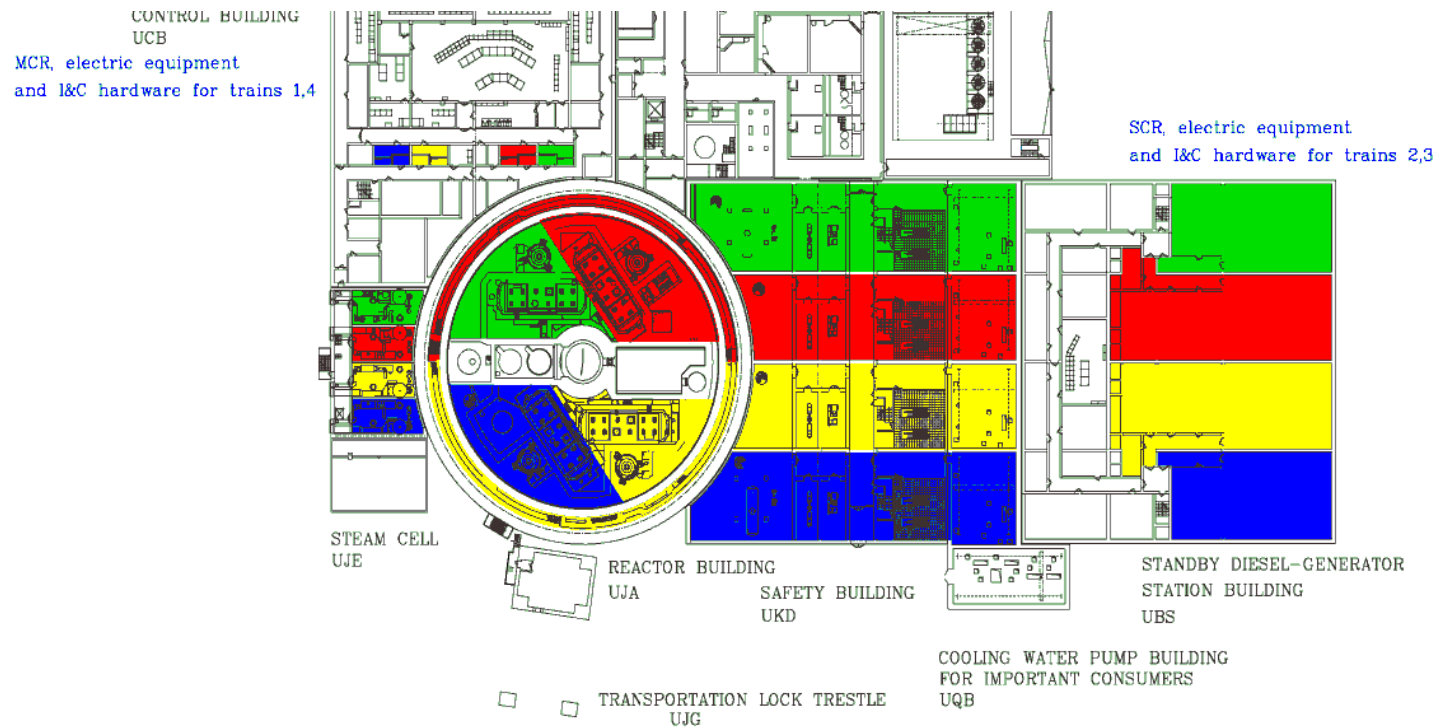 CONTROL BUILDING
UCB
MCR, electric equipment
and I&C hardware for trains 1,4
SCR, electric equipment
and I&C hardware for trains 2,3
STEAM CELL
UJE
REACTOR BUILDING
UJA
SAFETY BUILDING
UKD
STANDBY DIESEL-GENERATOR
STATION BUILDING
UBS
COOLING WATER PUMP BUILDING
FOR IMPORTANT CONSUMERS
UQB
TRANSPORTATION LOCK TRESTLE
UJG